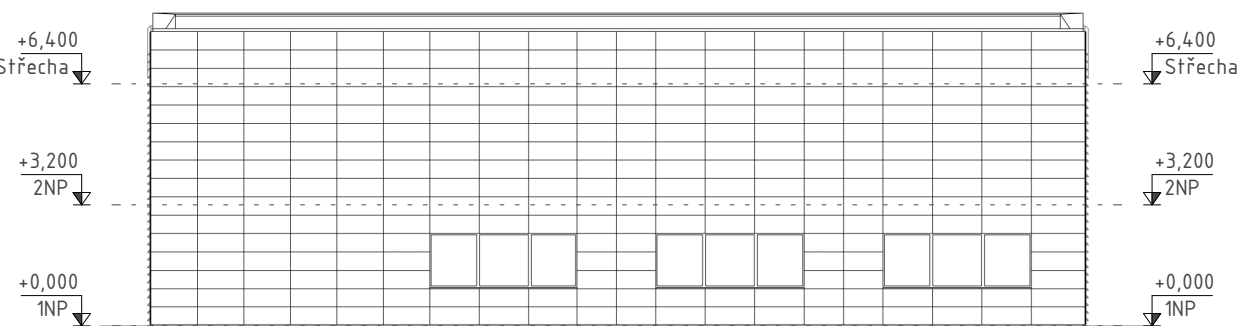 +6,400
Střecha
+3,200
2NP
+0,000
1NP
+6,400
Střecha
+3,200
2NP
+0,000
1NP